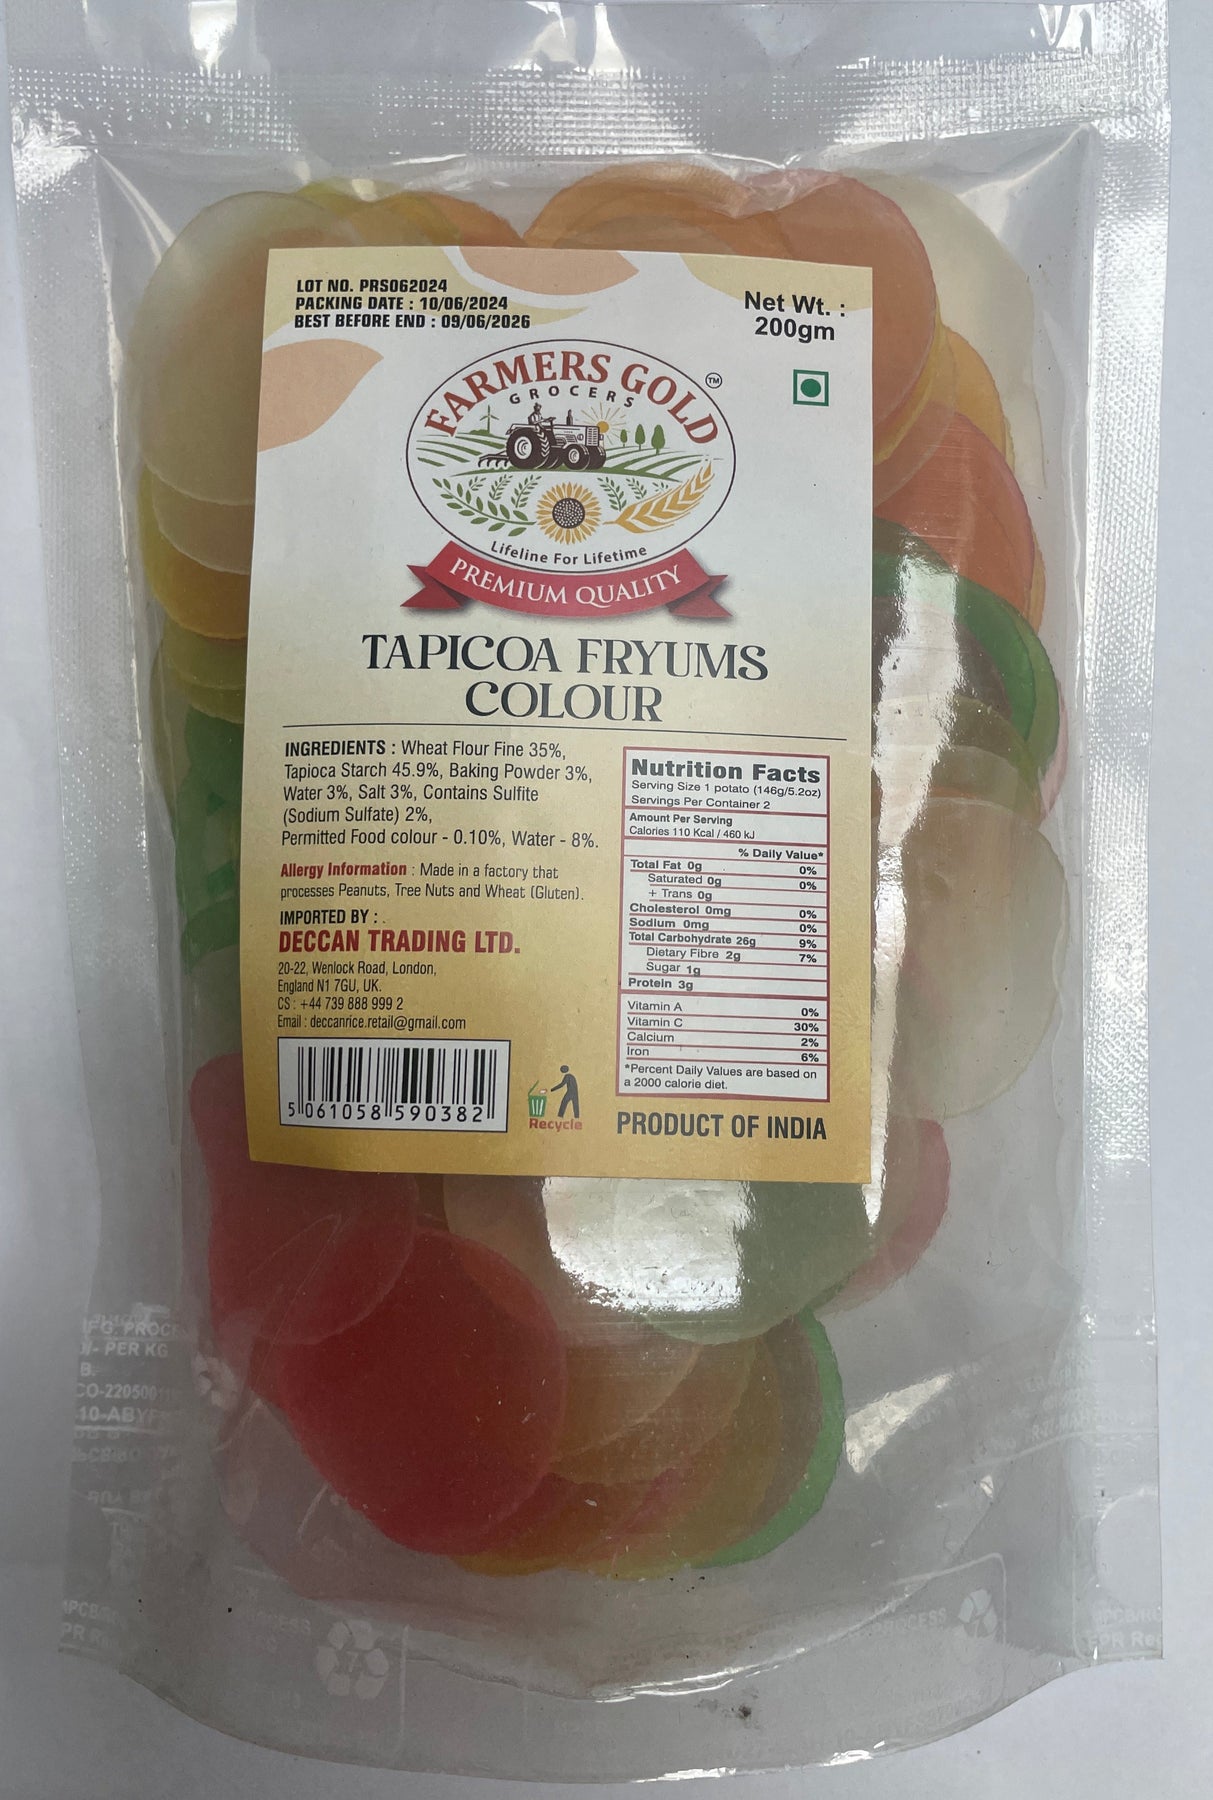 LOT NO. PRS062024
PACKING DATE : 10/06/2024
BEST BEFORE END : 09/06/2026
Net Wt. :
200gm
FARMERS GOLD
TM
GROCERS
Lifeline For Lifetime
PREMIUM QUALITY
TAPICOA FRYUMS
COLOUR
INGREDIENTS : Wheat Flour Fine 35%,
Tapioca Starch 45.9%, Baking Powder 3%,
Water 3%, Salt 3%, Contains Sulfite
(Sodium Sulfate) 2%,
Permitted Food colour - 0.10%, Water - 8%.
Allergy Information : Made in a factory that
processes Peanuts, Tree Nuts and Wheat (Gluten).
IMPORTED BY : .
DECCAN TRADING LTD.
20-22, Wenlock Road, London,
England N1 7GU, UK.
CS : +44 739 888 999 2
Email : deccanrice.retail@gmail.com
5 061058 590382
Recycle
Nutrition Facts
Serving Size 1 potato (146g/5.2oz)
Servings Per Container 2
Amount Per Serving
Calories 110 Kcal / 460 kJ
% Daily Value*
Total Fat 0g 0%
Saturated 0g 0%
+ Trans 0g
Cholesterol 0mg 0%
Sodium 0mg 0%
Total Carbohydrate 26g 9%
Dietary Fibre 2g 7%
Sugar 1g
Protein 3g
Vitamin A 0%
Vitamin C 30%
Calcium 2%
Iron 6%
*Percent Daily Values are based on
a 2000 calorie diet.
PRODUCT OF INDIA
- PER KG
7